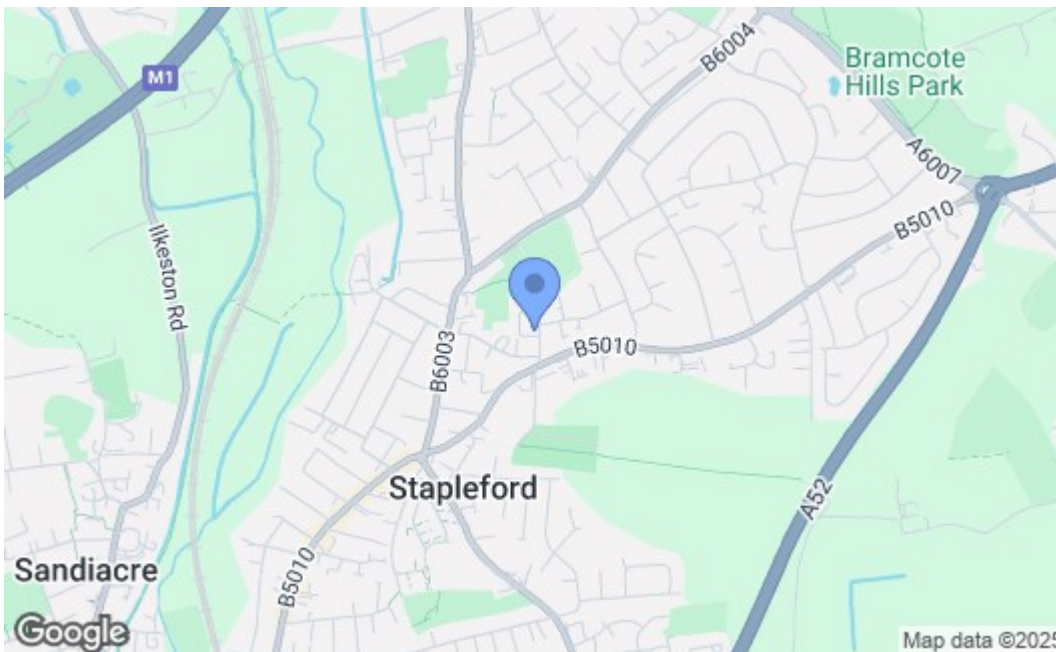 B6004
Bramcote
Hills Park
M1
A6007
B5010
Ilkeston Rd
B6003
B5010
Stapleford
A52
Sandiacre
B5010
Google
Map data ©2025